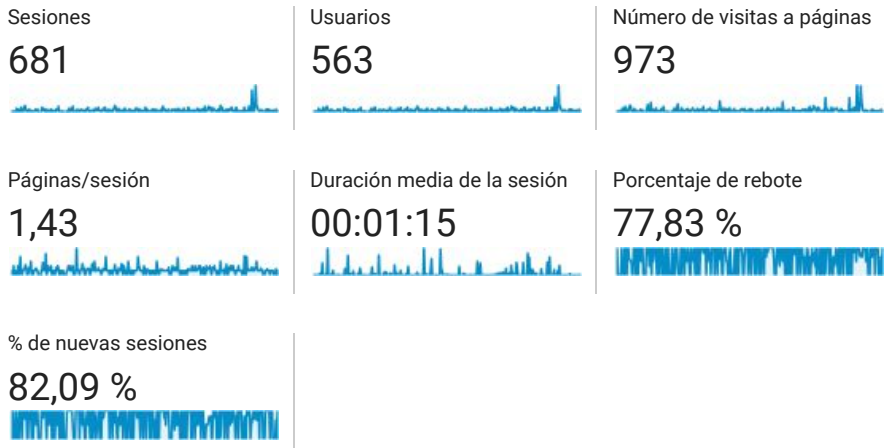 Sesiones
681
Usuarios
563
Número de visitas a páginas
973
Páginas/sesión
1,43
Duración media de la sesión
00:01:15
Porcentaje de rebote
77,83 %
% de nuevas sesiones
82,09 %